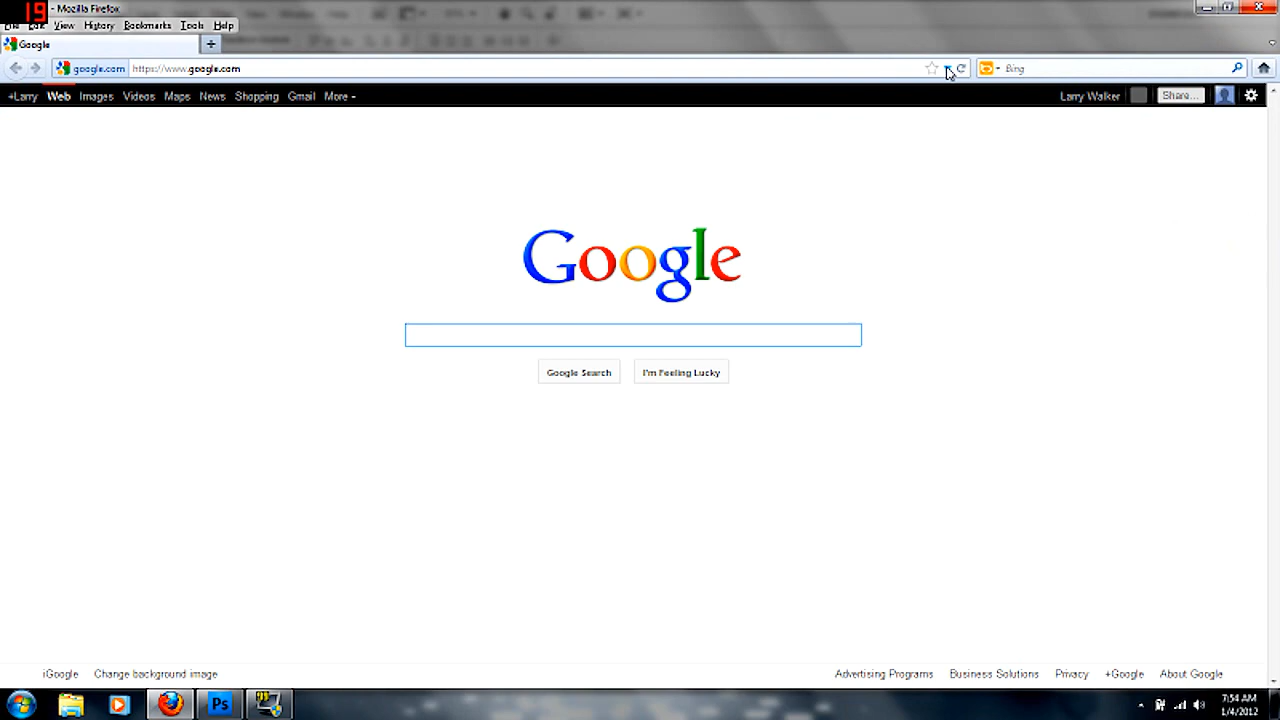 19 - Mozilla Firefox
File Edit View History Bookmarks Tools Help
Google +
google.com https://www.google.com Bing
+Larry Web Images Videos Maps News Shopping Gmail More Larry Walker Share...
Google
Google Search I'm Feeling Lucky
iGoogle Change background image Advertising Programs Business Solutions Privacy +Google About Google
Ps 7:54 AM
1/4/2012